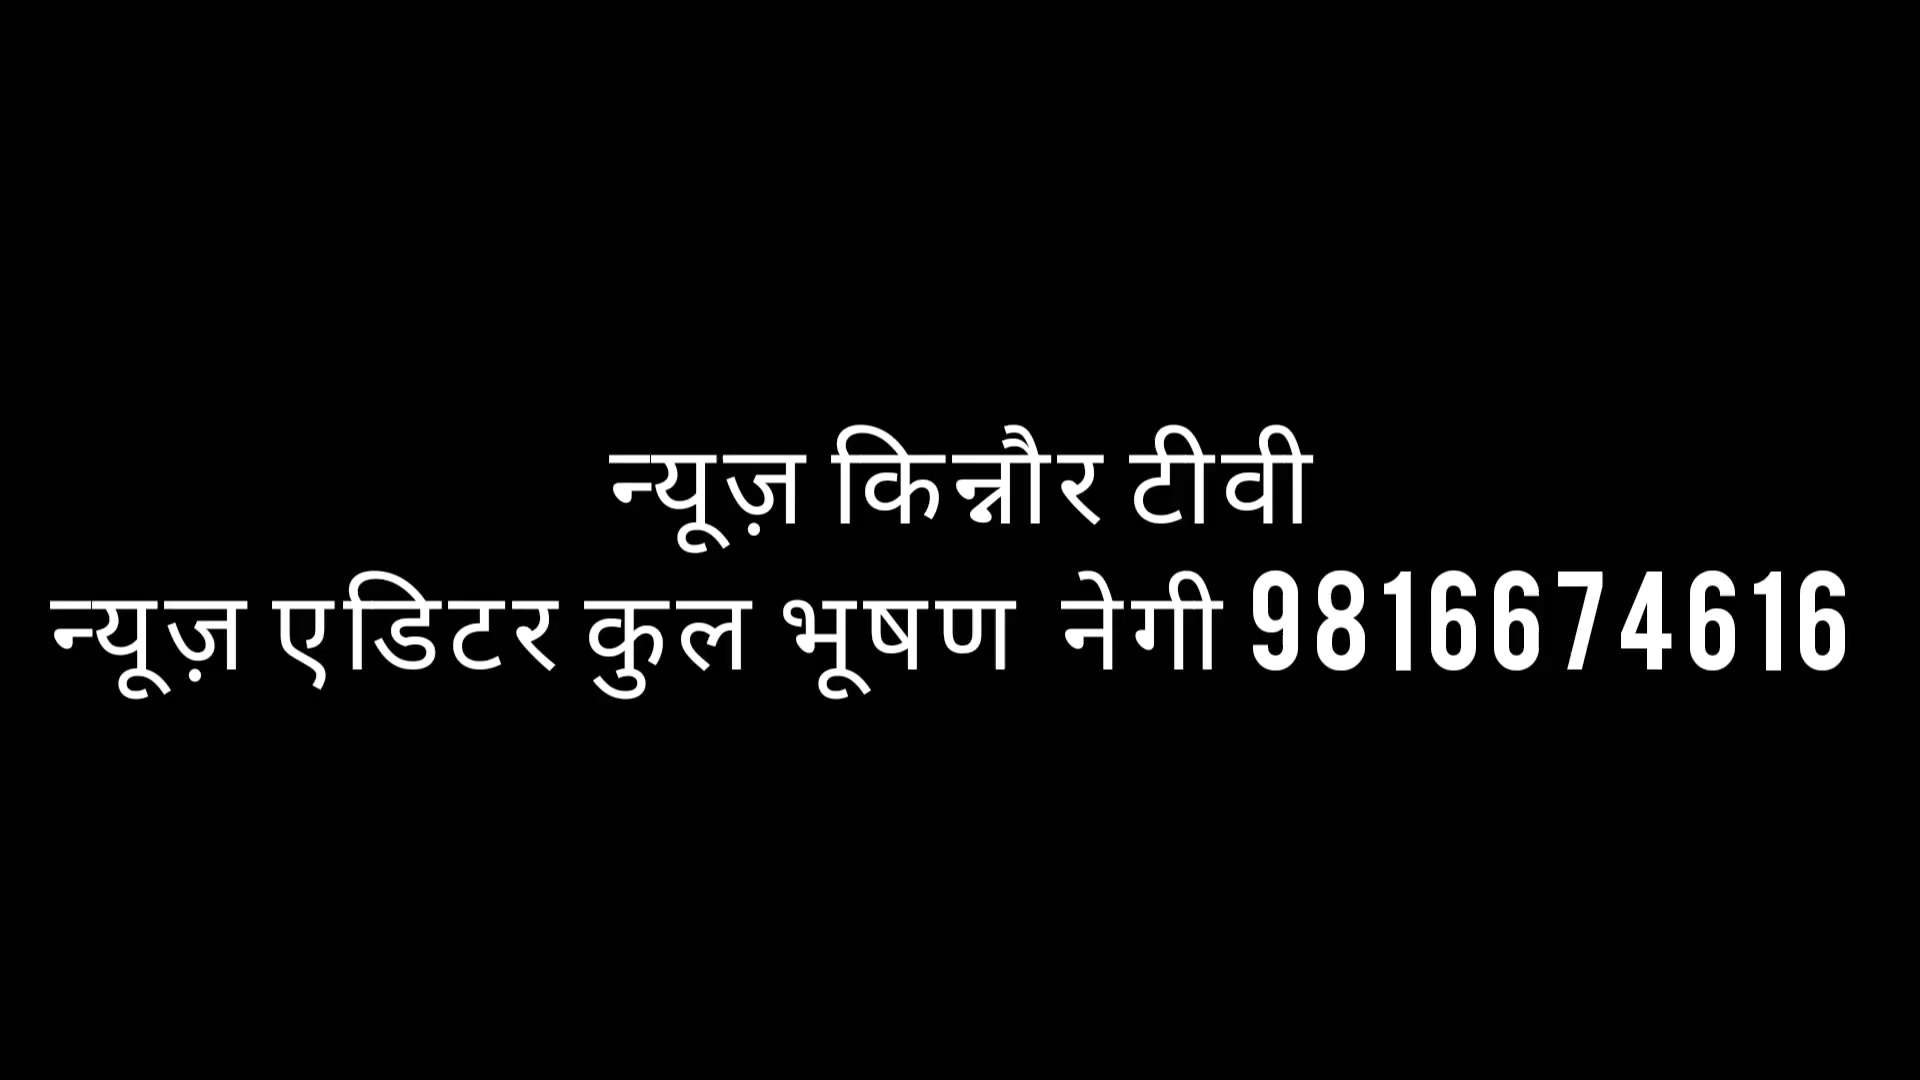 न्यूज़ किन्नौर टीवी
न्यूज़ एडिटर कुल भूषण नेगी 9816674616